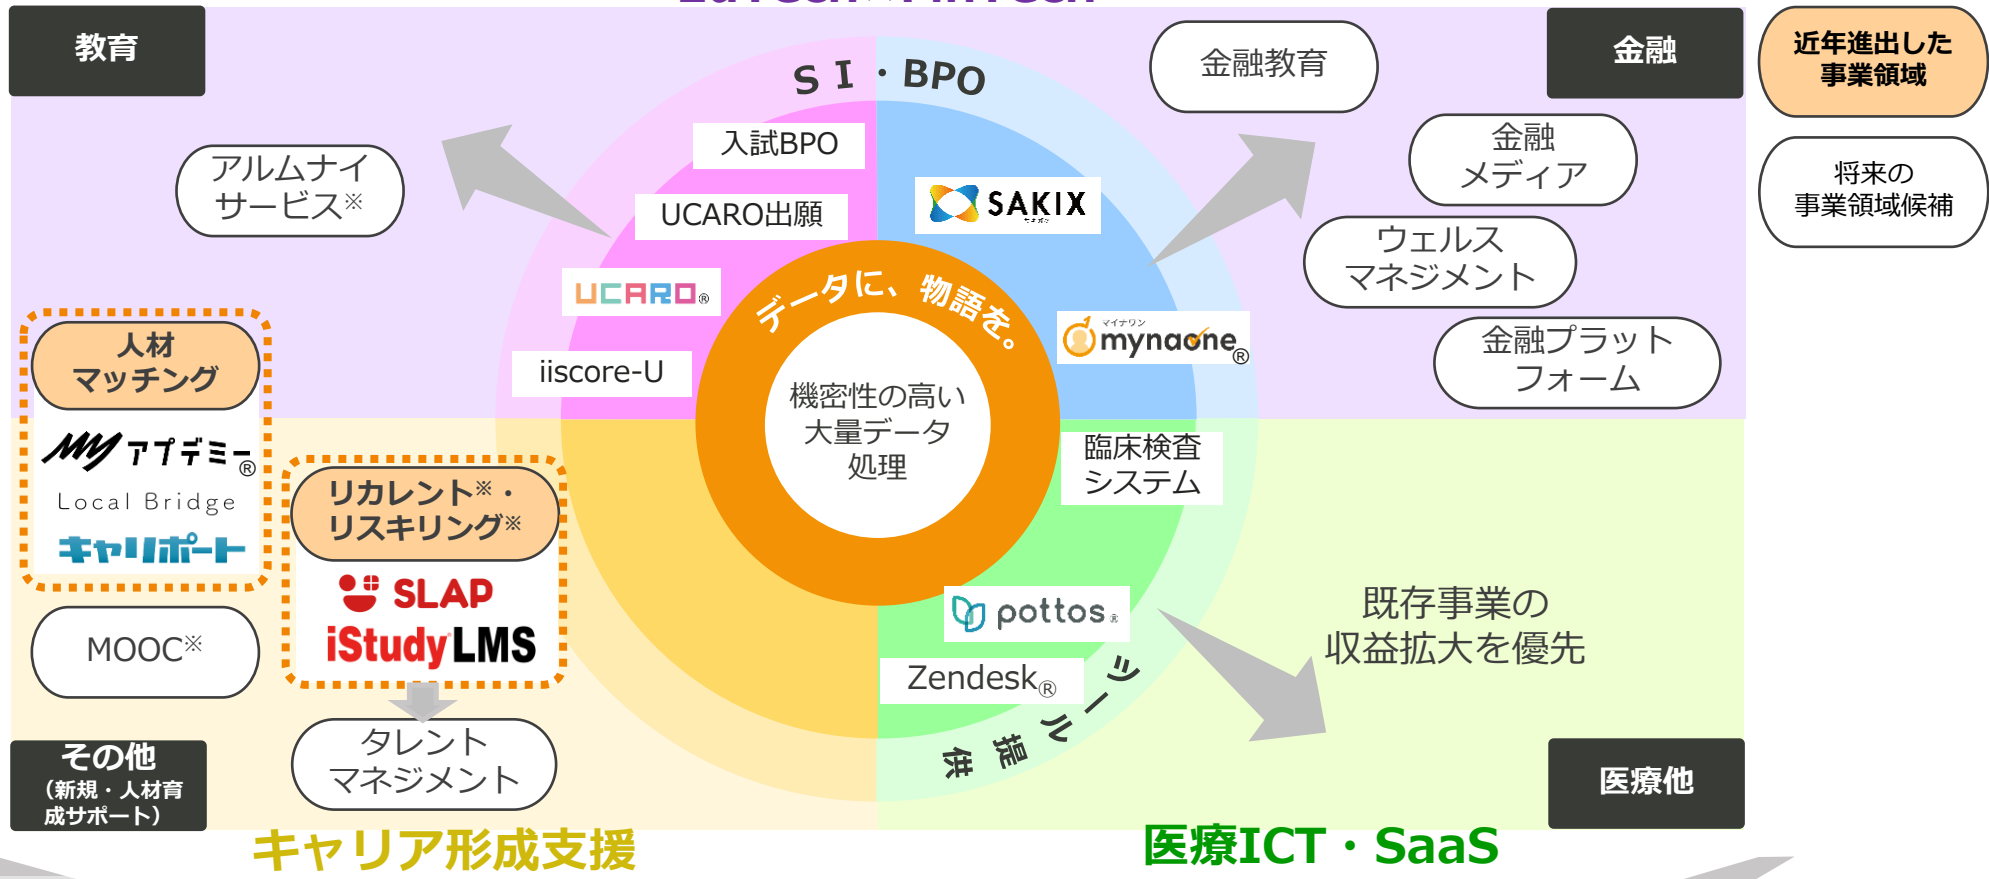 教育
金融
近年進出した
事業領域
将来の
事業領域候補
ＳＩ・BPO
金融教育
金融
メディア
ウェルス
マネジメント
金融プラット
フォーム
アルムナイ
サービス※
入試BPO
UCARO出願
UCARO®
iiscore-U
SAKIX
マイナワン
mynaone®
データに、物語を。
機密性の高い
大量データ
処理
人材
マッチング
MYアプデミー®
Local Bridge
キャリポート
リカレント※・
リスキリング※
SLAP
iStudy LMS
MOOC※
タレント
マネジメント
臨床検査
システム
pottos®
Zendesk®
ツール提供
既存事業の
収益拡大を優先
その他
（新規・人材育
成サポート）
医療他
キャリア形成支援
医療ICT・SaaS